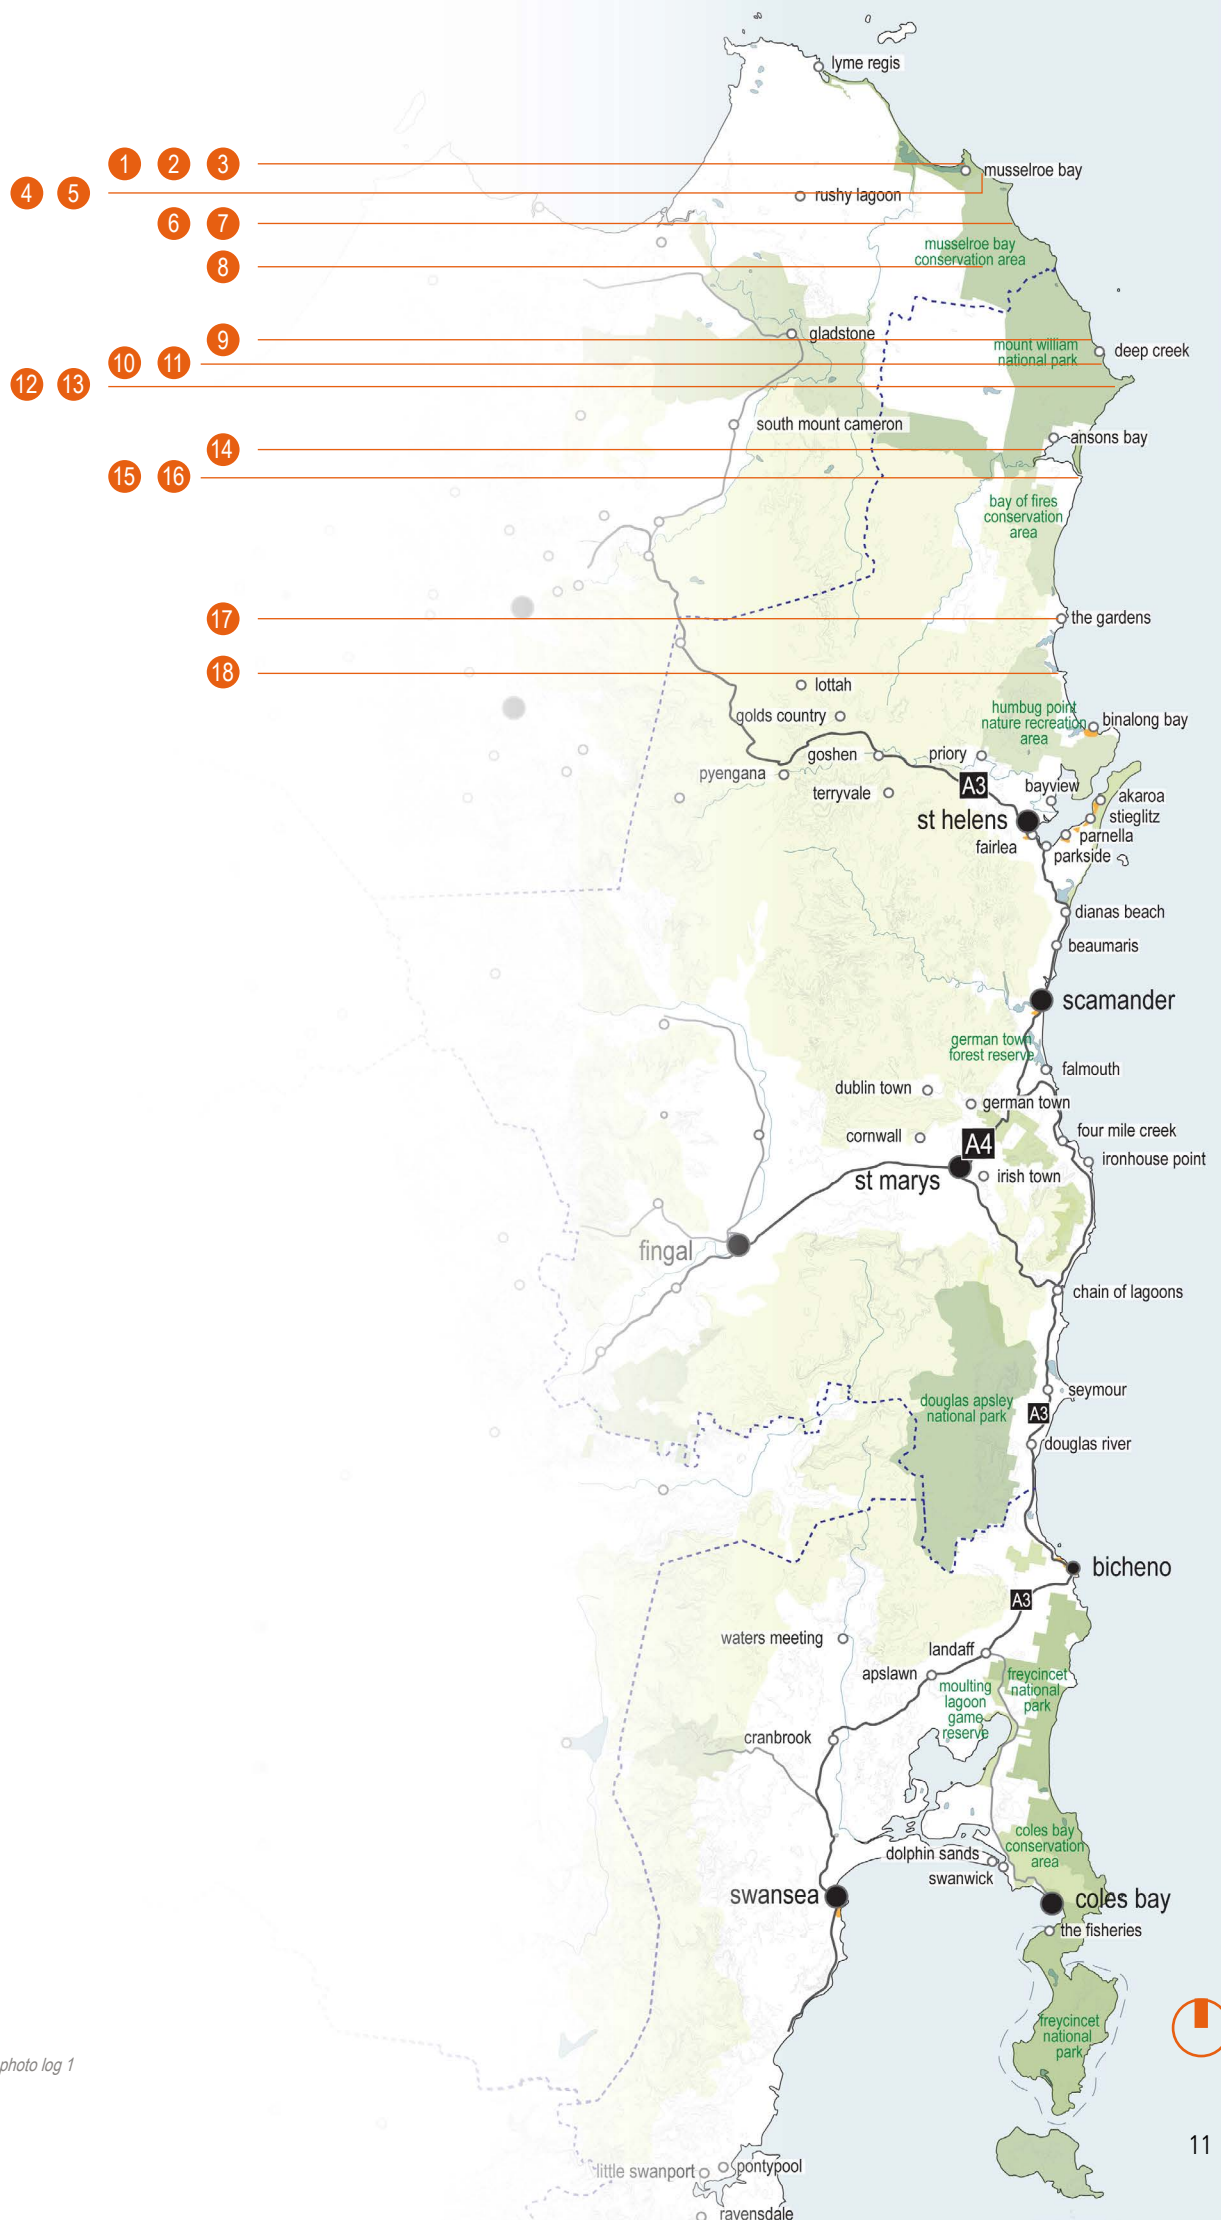 lyme regis
1 2 3
musselroe bay
4 5
rushy lagoon
6 7
musselroe bay
conservation area
8
gladstone
9
mount william
national park
deep creek
10 11
12 13
south mount cameron
ansons bay
14
15 16
bay of fires
conservation
area
17
the gardens
18
lottah
humbug point
nature recreation
area
golds country
binalong bay
goshen
priory
pyengana
A3
terryvale
bayview
akaroa
st helens
stieglitz
parnella
fairlea
parkside
dianas beach
beaumaris
scamander
german town
forest reserve
falmouth
dublin town
german town
cornwall
A4
four mile creek
ironhouse point
st marys
irish town
fingal
chain of lagoons
seymour
douglas apsley
national park
A3
douglas river
bicheno
A3
waters meeting
landaff
apslawn
freycinet
national
park
moulting
lagoon
game
reserve
cranbrook
coles bay
conservation
area
dolphin sands
swanwick
swansea
coles bay
the fisheries
freycinet
national
park
photo log 1
11
little swanport
pontypool
ravensdale